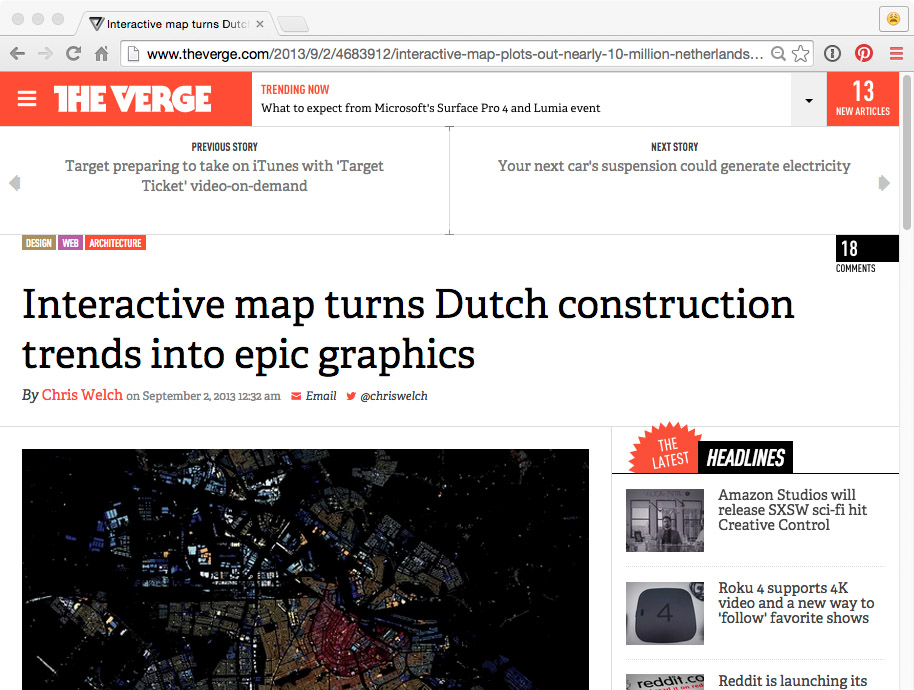 Interactive map turns Dutc
www.theverge.com/2013/9/2/4683912/interactive-map-plots-out-nearly-10-million-netherlands...
THE VERGE
TRENDING NOW
What to expect from Microsoft's Surface Pro 4 and Lumia event
13
NEW ARTICLES
PREVIOUS STORY
Target preparing to take on iTunes with 'Target
Ticket' video-on-demand
NEXT STORY
Your next car's suspension could generate electricity
DESIGN WEB ARCHITECTURE
18
COMMENTS
Interactive map turns Dutch construction
trends into epic graphics
By Chris Welch on September 2, 2013 12:32 am Email @chriswelch
THE
LATEST
HEADLINES
Amazon Studios will
release SXSW sci-fi hit
Creative Control
Roku 4 supports 4K
video and a new way to
'follow' favorite shows
4
reddit.co
Reddit is launching its